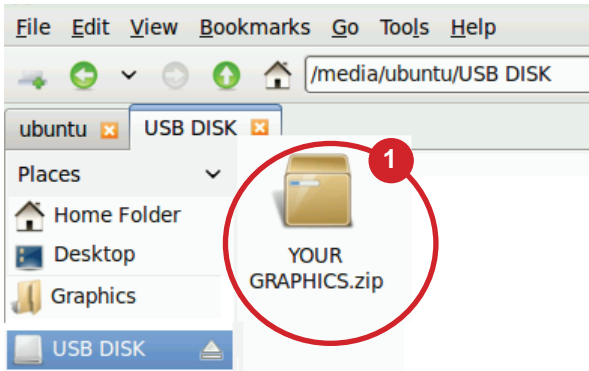 File Edit View Bookmarks Go Tools Help
/media/ubuntu/USB DISK
ubuntu USB DISK
Places
1
Home Folder
Desktop
YOUR
GRAPHICS.zip
Graphics
USB DISK